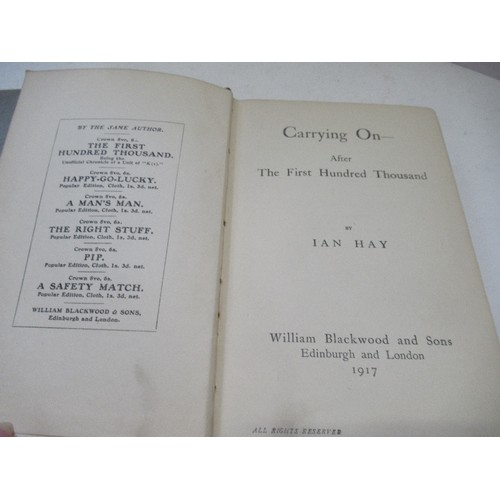 BY THE SAME AUTHOR.
Crown 8vo, 6s.
THE FIRST
HUNDRED THOUSAND.
Being the
Unofficial Chronicle of a Unit of "K(1)."
Crown 8vo, 6s.
HAPPY-GO-LUCKY.
Popular Edition, Cloth, 1s. 3d. net.
Crown 8vo, 6s.
A MAN'S MAN.
Popular Edition, Cloth, 1s. 3d. net.
Crown 8vo, 6s.
THE RIGHT STUFF.
Popular Edition, Cloth, 1s. 3d. net.
Crown 8vo, 6s.
PIP.
Popular Edition, Cloth, 1s. 3d. net.
Crown 8vo, 6s.
A SAFETY MATCH.
Popular Edition, Cloth, 1s. 3d. net.
WILLIAM BLACKWOOD & SONS,
Edinburgh and London.
Carrying On—
After
The First Hundred Thousand
BY
IAN HAY
William Blackwood and Sons
Edinburgh and London
1917
ALL RIGHTS RESERVED